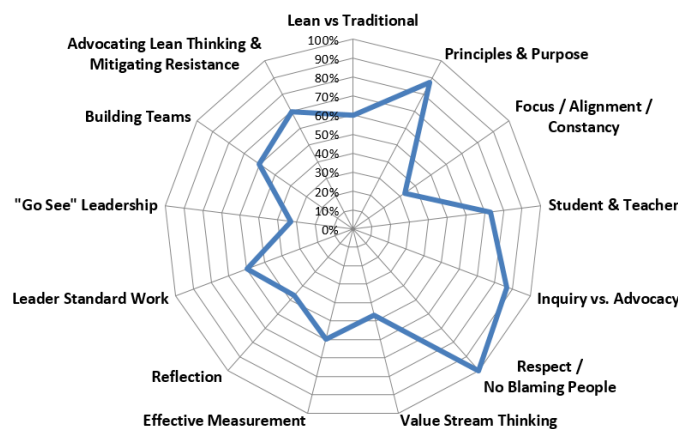 Lean vs Traditional
Principles & Purpose
Focus / Alignment /
Constancy
Student & Teacher
Inquiry vs. Advocacy
Respect /
No Blaming People
Value Stream Thinking
Effective Measurement
Reflection
Leader Standard Work
"Go See" Leadership
Building Teams
Advocating Lean Thinking &
Mitigating Resistance
100%
90%
80%
70%
60%
50%
40%
30%
20%
10%
0%